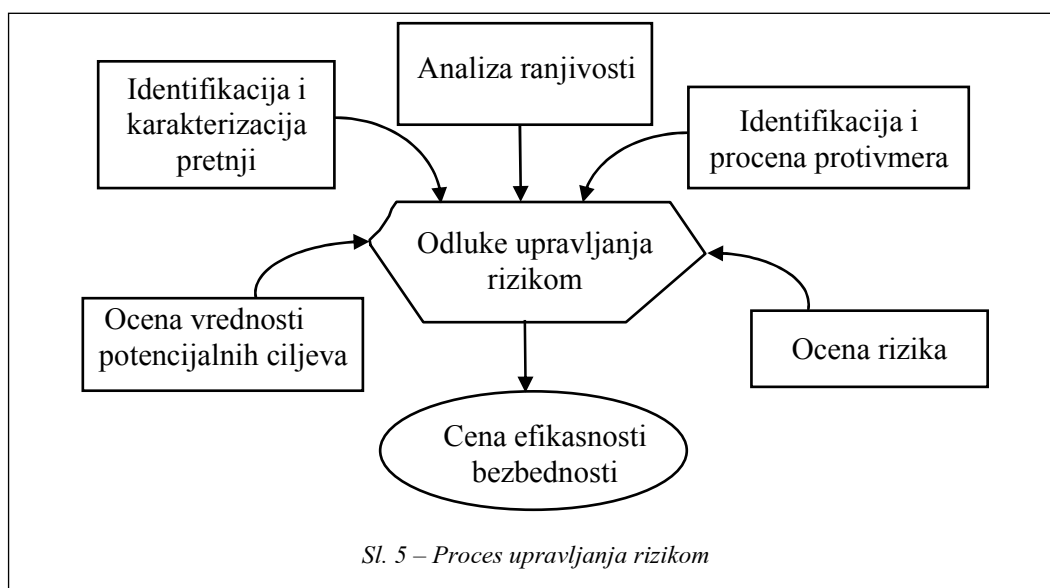 Analiza ranjivosti
Identifikacija i
karakterizacija
pretnji
Identifikacija i
procena protivmera
Odluke upravljanja
rizikom
Ocena vrednosti
potencijalnih ciljeva
Ocena rizika
Cena efikasnosti
bezbednosti
Sl. 5 – Proces upravljanja rizikom